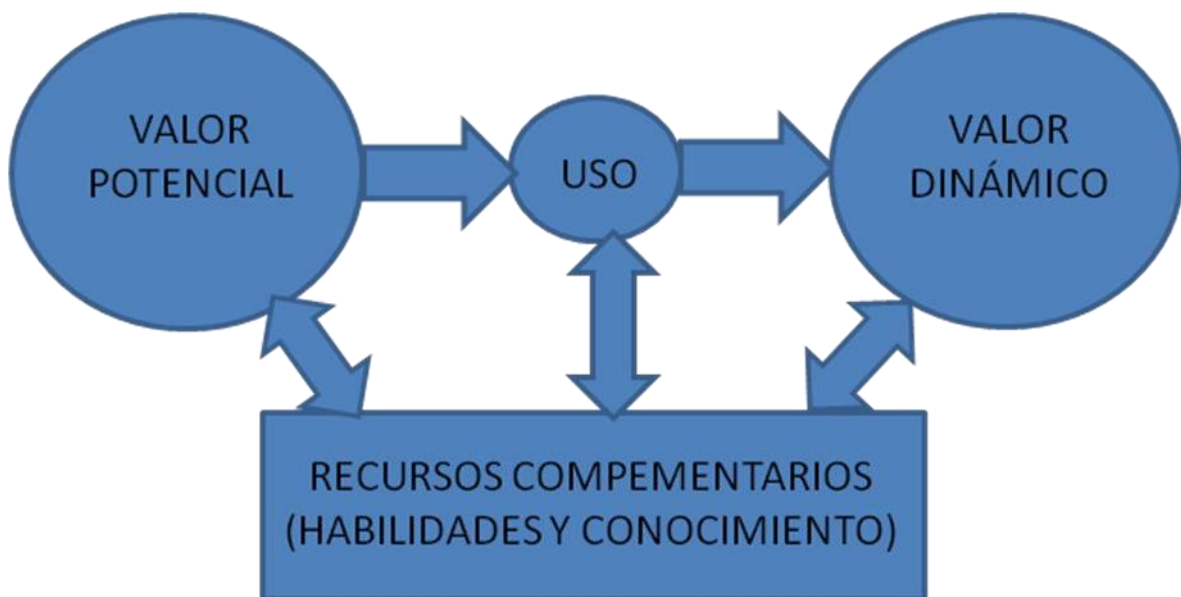 VALOR
POTENCIAL
USO
VALOR
DINÁMICO
RECURSOS COMPEMENTARIOS
(HABILIDADES Y CONOCIMIENTO)